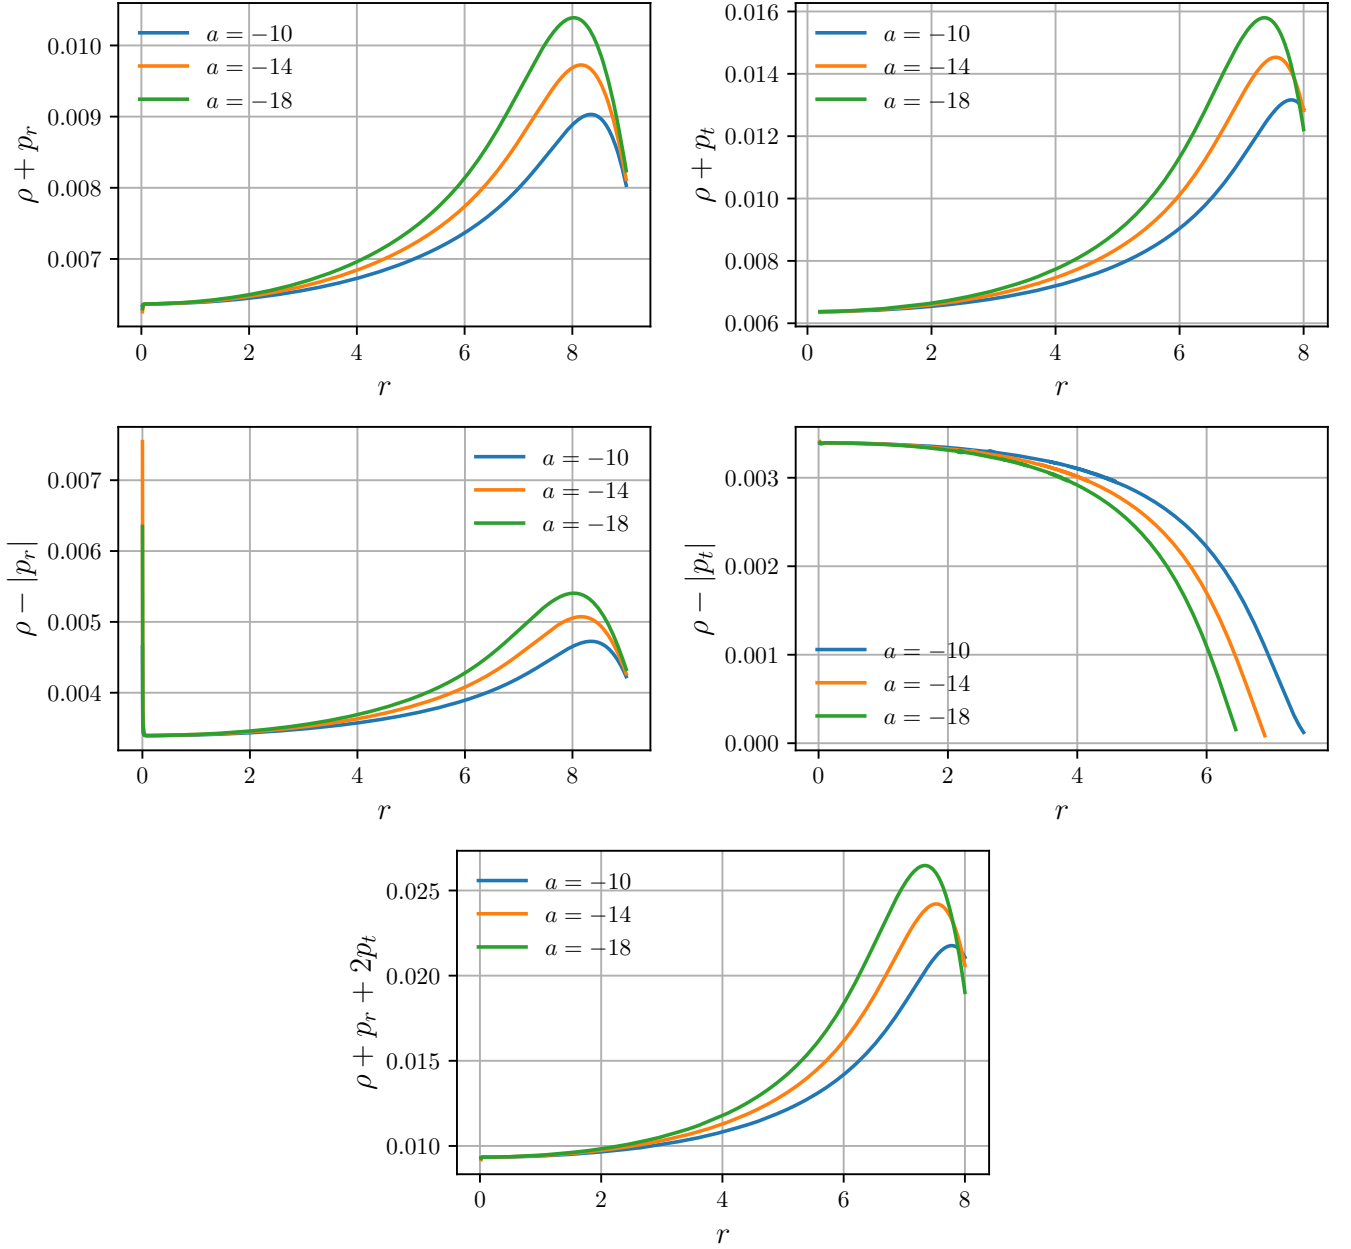 ρ + p_r
0.010
0.009
0.008
0.007
a = −10
a = −14
a = −18
0 2 4 6 8
r
ρ + p_t
0.016
0.014
0.012
0.010
0.008
0.006
a = −10
a = −14
a = −18
0 2 4 6 8
r
ρ − |p_r|
0.007
0.006
0.005
0.004
a = −10
a = −14
a = −18
0 2 4 6 8
r
ρ − |p_t|
0.003
0.002
0.001
0.000
a = −10
a = −14
a = −18
0 2 4 6
r
ρ + p_r + 2p_t
0.025
0.020
0.015
0.010
a = −10
a = −14
a = −18
0 2 4 6 8
r